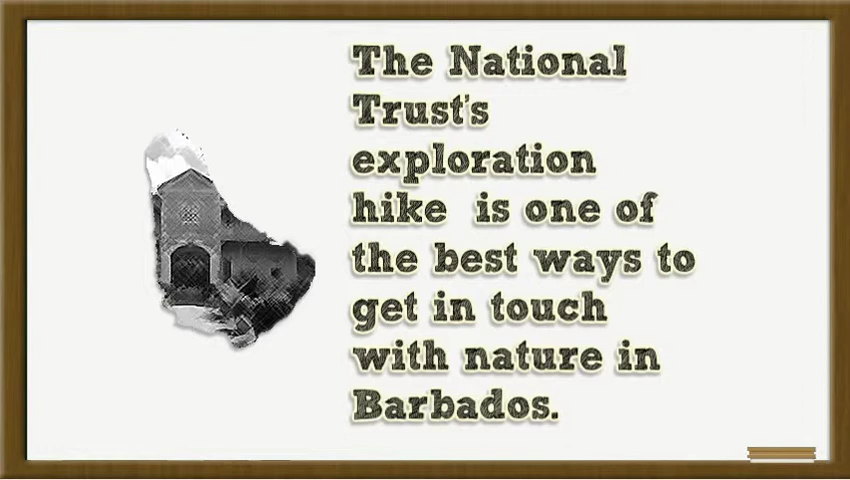 The National
Trust's
exploration
hike is one of
the best ways to
get in touch
with nature in
Barbados.